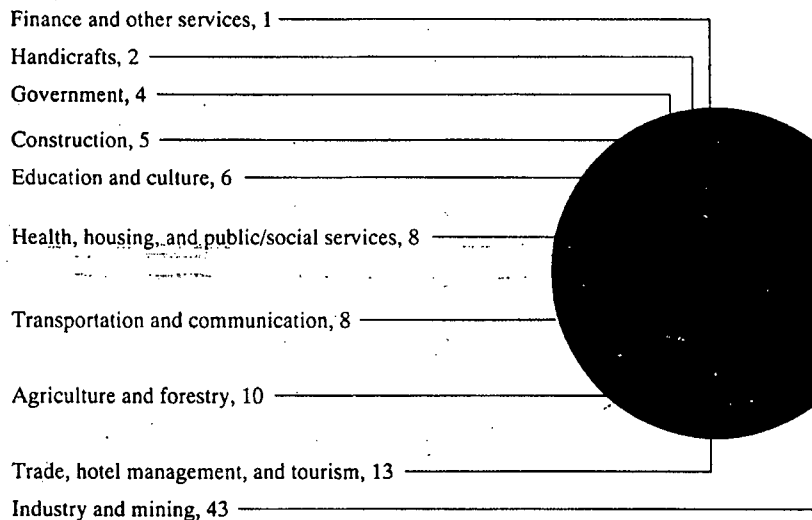 Finance and other services, 1
Handicrafts, 2
Government, 4
Construction, 5
Education and culture, 6
Health, housing, and public/social services, 8
Transportation and communication, 8
Agriculture and forestry, 10
Trade, hotel management, and tourism, 13
Industry and mining, 43